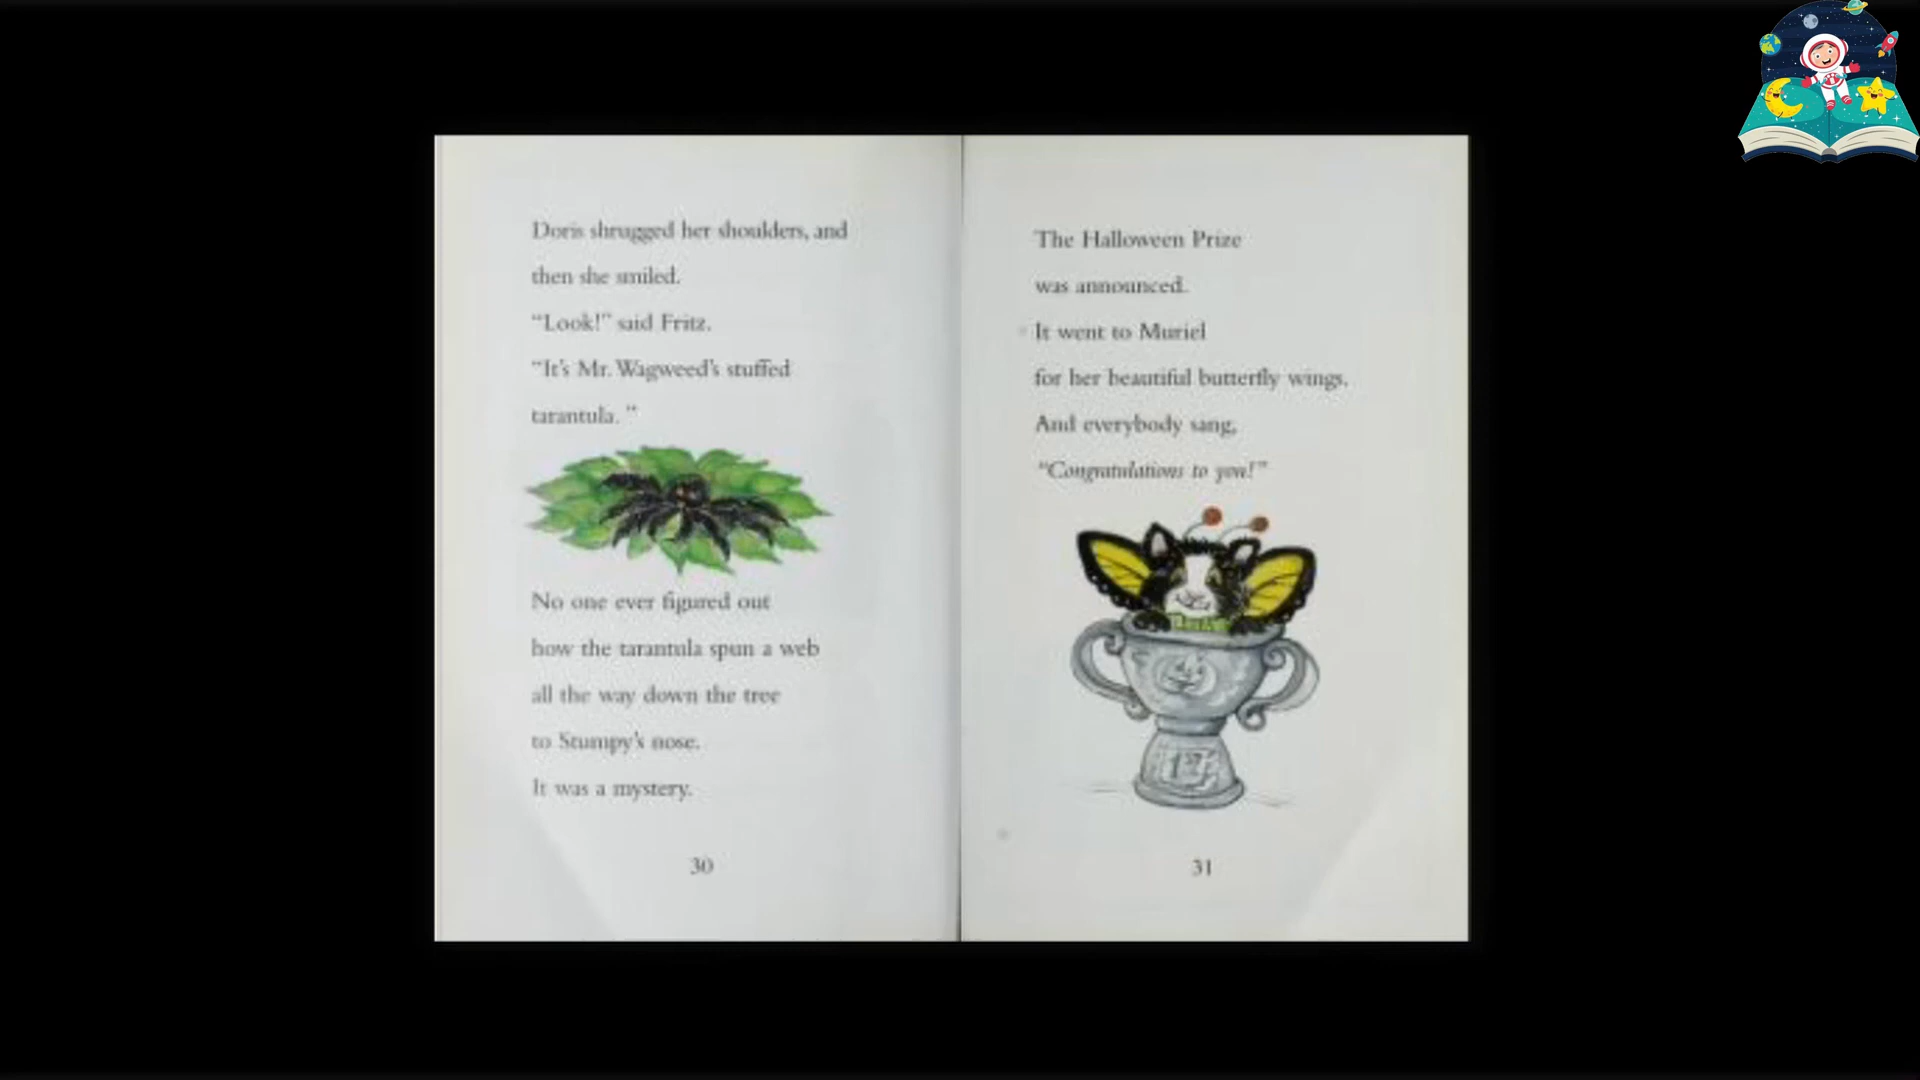 Doris shrugged her shoulders, and
then she smiled.
“Look!” said Fritz.
“It’s Mr. Wagweed’s stuffed
tarantula. ”
No one ever figured out
how the tarantula spun a web
all the way down the tree
to Stumpy’s nose.
It was a mystery.
30
The Halloween Prize
was announced.
It went to Muriel
for her beautiful butterfly wings.
And everybody sang,
“Congratulations to you!”
1ST
31